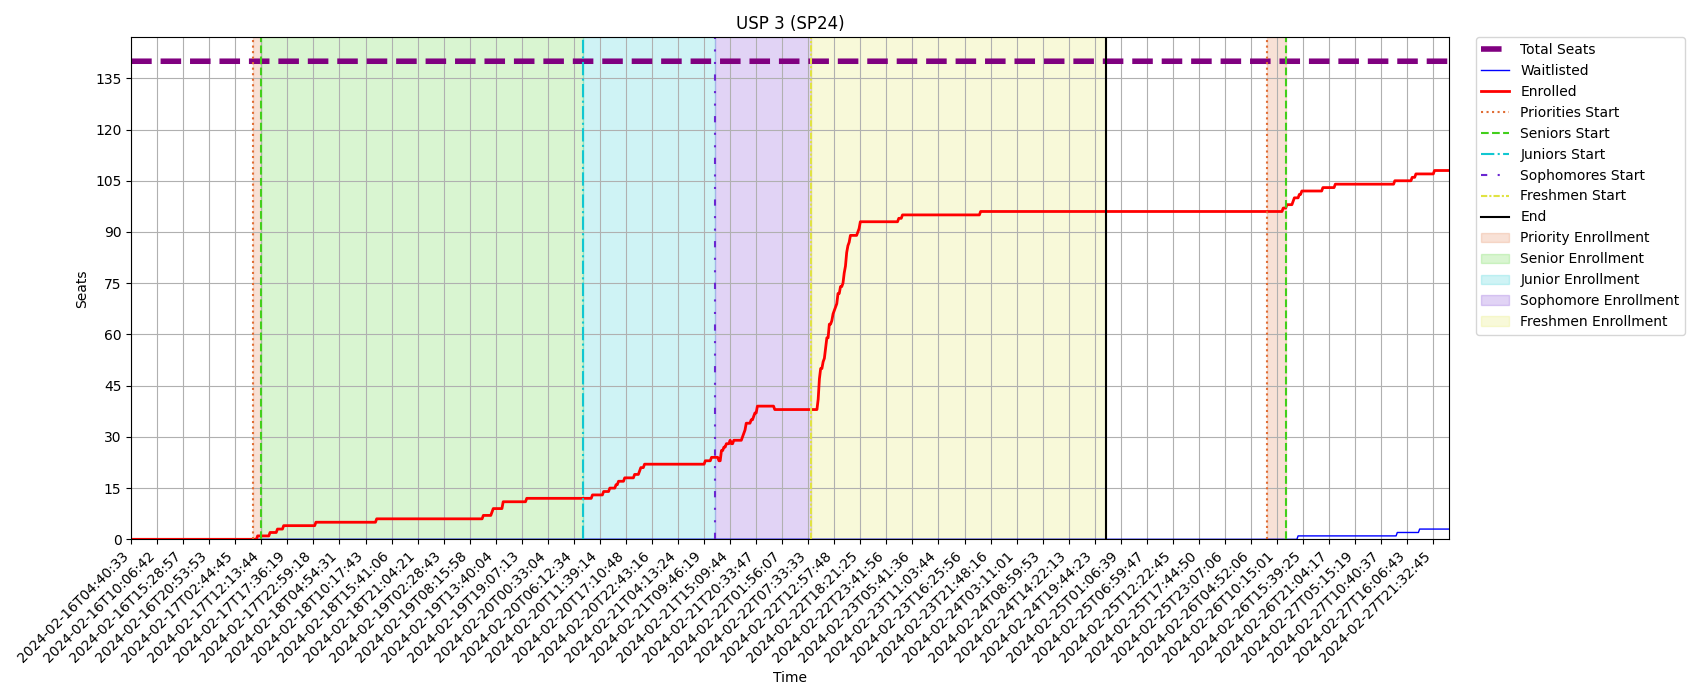 USP 3 (SP24)
Seats
135
120
105
90
75
60
45
30
15
0
2024-02-16T04:40:33
2024-02-16T10:06:42
2024-02-16T15:28:57
2024-02-16T20:53:53
2024-02-17T02:44:45
2024-02-17T12:13:44
2024-02-17T17:36:19
2024-02-17T22:59:18
2024-02-18T04:54:31
2024-02-18T10:17:43
2024-02-18T15:41:06
2024-02-18T21:04:21
2024-02-19T02:28:43
2024-02-19T08:15:58
2024-02-19T13:40:04
2024-02-19T19:07:13
2024-02-20T00:33:04
2024-02-20T06:12:34
2024-02-20T11:39:14
2024-02-20T17:10:48
2024-02-20T22:43:10
2024-02-21T04:13:24
2024-02-21T09:46:19
2024-02-21T15:09:44
2024-02-21T20:33:47
2024-02-22T01:56:07
2024-02-22T07:33:33
2024-02-22T12:57:48
2024-02-22T18:21:25
2024-02-22T23:41:56
2024-02-23T05:41:36
2024-02-23T11:03:44
2024-02-23T16:25:56
2024-02-23T21:48:16
2024-02-24T03:11:01
2024-02-24T08:59:53
2024-02-24T14:22:13
2024-02-24T19:44:23
2024-02-25T01:06:39
2024-02-25T06:59:47
2024-02-25T12:22:45
2024-02-25T17:44:50
2024-02-25T23:07:06
2024-02-26T04:52:06
2024-02-26T10:15:01
2024-02-26T15:39:25
2024-02-26T21:04:17
2024-02-27T05:15:19
2024-02-27T10:40:37
2024-02-27T16:06:43
2024-02-27T21:32:45
Time
Total Seats
Waitlisted
Enrolled
Priorities Start
Seniors Start
Juniors Start
Sophomores Start
Freshmen Start
End
Priority Enrollment
Senior Enrollment
Junior Enrollment
Sophomore Enrollment
Freshmen Enrollment